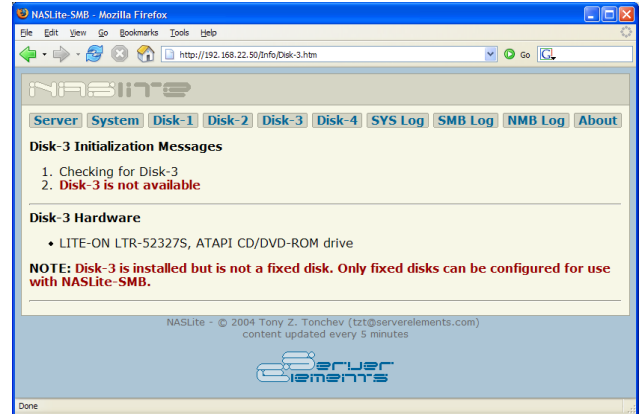 NASLite-SMB - Mozilla Firefox
File Edit View Go Bookmarks Tools Help
http://192.168.22.50/Info/Disk-3.htm Go G
NASlite
Server System Disk-1 Disk-2 Disk-3 Disk-4 SYS Log SMB Log NMB Log About
Disk-3 Initialization Messages
1. Checking for Disk-3
2. Disk-3 is not available
Disk-3 Hardware
• LITE-ON LTR-52327S, ATAPI CD/DVD-ROM drive
NOTE: Disk-3 is installed but is not a fixed disk. Only fixed disks can be configured for use
with NASLite-SMB.
NASLite - © 2004 Tony Z. Tonchev (tzt@serverelements.com)
content updated every 5 minutes
Server
Elements
Done